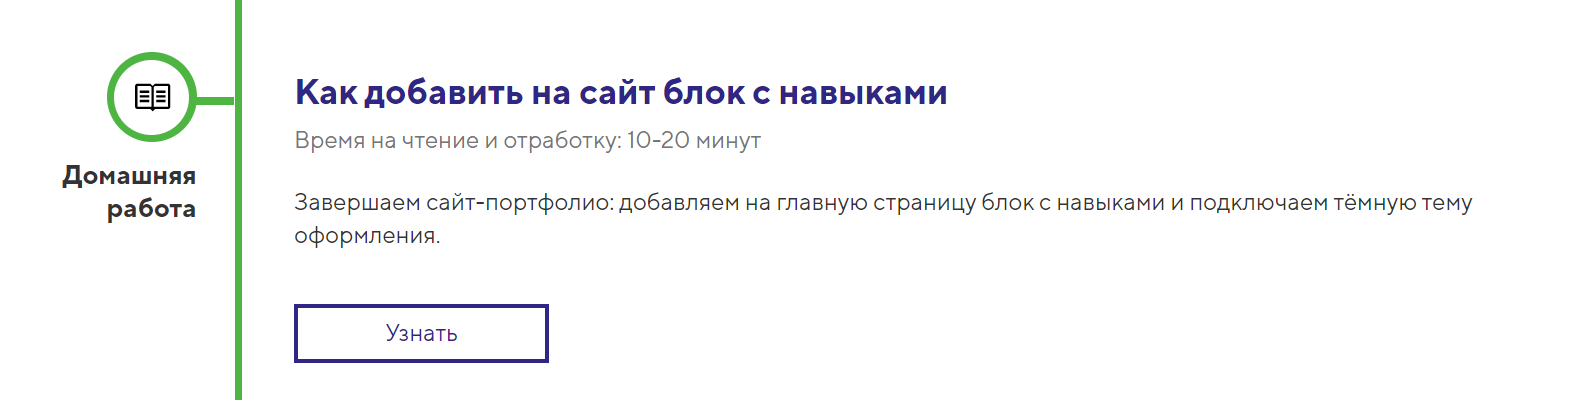 Домашняя
работа
Как добавить на сайт блок с навыками
Время на чтение и отработку: 10-20 минут
Завершаем сайт-портфолио: добавляем на главную страницу блок с навыками и подключаем тёмную тему
оформления.
Узнать